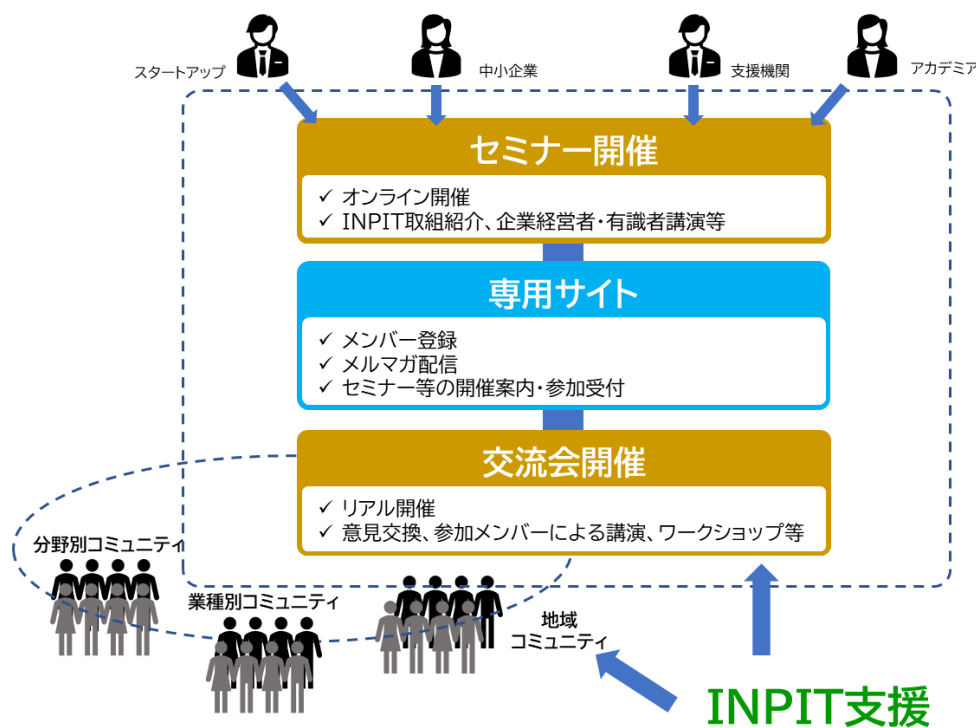 スタートアップ
中小企業
支援機関
アカデミア
セミナー開催
✓ オンライン開催
✓ INPIT取組紹介、企業経営者・有識者講演等
専用サイト
✓ メンバー登録
✓ メルマガ配信
✓ セミナー等の開催案内・参加受付
交流会開催
✓ リアル開催
✓ 意見交換、参加メンバーによる講演、ワークショップ等
分野別コミュニティ
業種別コミュニティ
地域
コミュニティ
INPIT支援